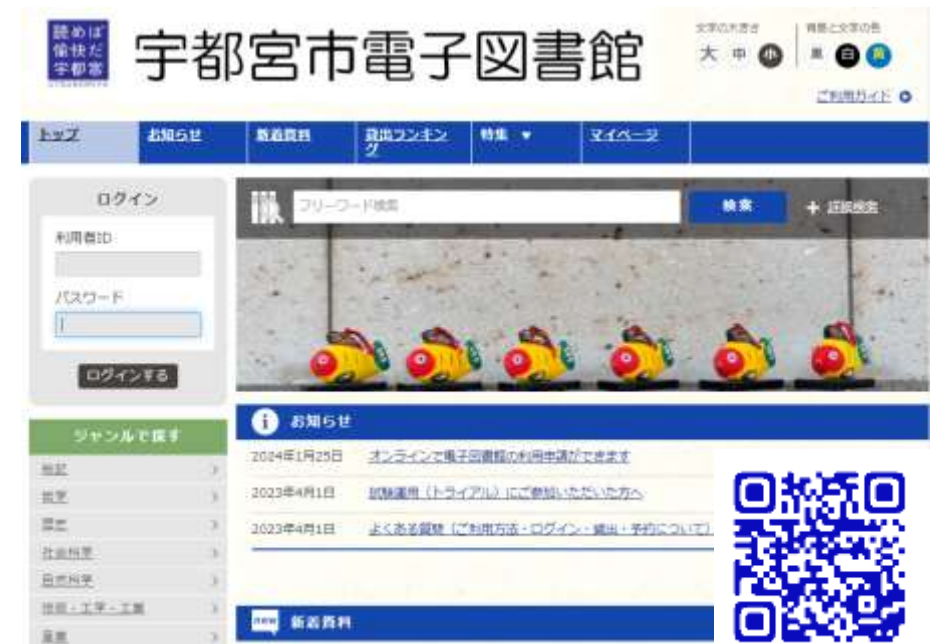 読めば
愉快だ
宇都宮
宇都宮市電子図書館
文字の大きさ
大 中 小
背景と文字の色
黒 白 黄
ご利用ガイド
トップ
お知らせ
新着資料
貸出ランキング
特集 ▼
マイページ
ログイン
利用者ID
パスワード
ログインする
フリーワード検索
検索
+ 詳細検索
ジャンルで探す
総記
哲学
歴史
社会科学
自然科学
技術・工学・工業
産業
お知らせ
2024年1月25日 オンラインで電子図書館の利用申請ができます
2023年4月1日 試験運用(トライアル)にご参加いただいた方へ
2023年4月1日 よくある質問(ご利用方法・ログイン・貸出・予約について)
new 新着資料